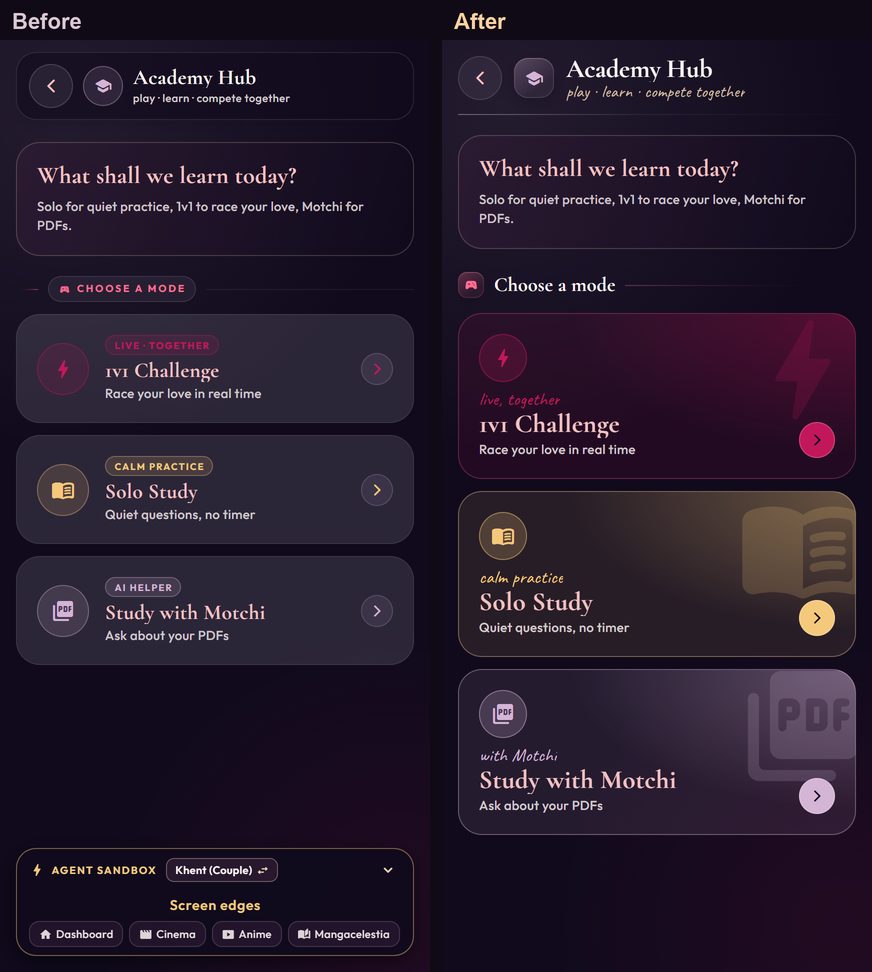 Before
Academy Hub
play · learn · compete together
What shall we learn today?
Solo for quiet practice, 1v1 to race your love, Motchi for
PDFs.
CHOOSE A MODE
LIVE · TOGETHER
1v1 Challenge
Race your love in real time
CALM PRACTICE
Solo Study
Quiet questions, no timer
PDF
AI HELPER
Study with Motchi
Ask about your PDFs
AGENT SANDBOX
Khent (Couple)
Screen edges
Dashboard
Cinema
Anime
Mangacelestia
After
Academy Hub
play · learn · compete together
What shall we learn today?
Solo for quiet practice, 1v1 to race your love, Motchi for
PDFs.
Choose a mode
live, together
1v1 Challenge
Race your love in real time
calm practice
Solo Study
Quiet questions, no timer
PDF
PDF
with Motchi
Study with Motchi
Ask about your PDFs